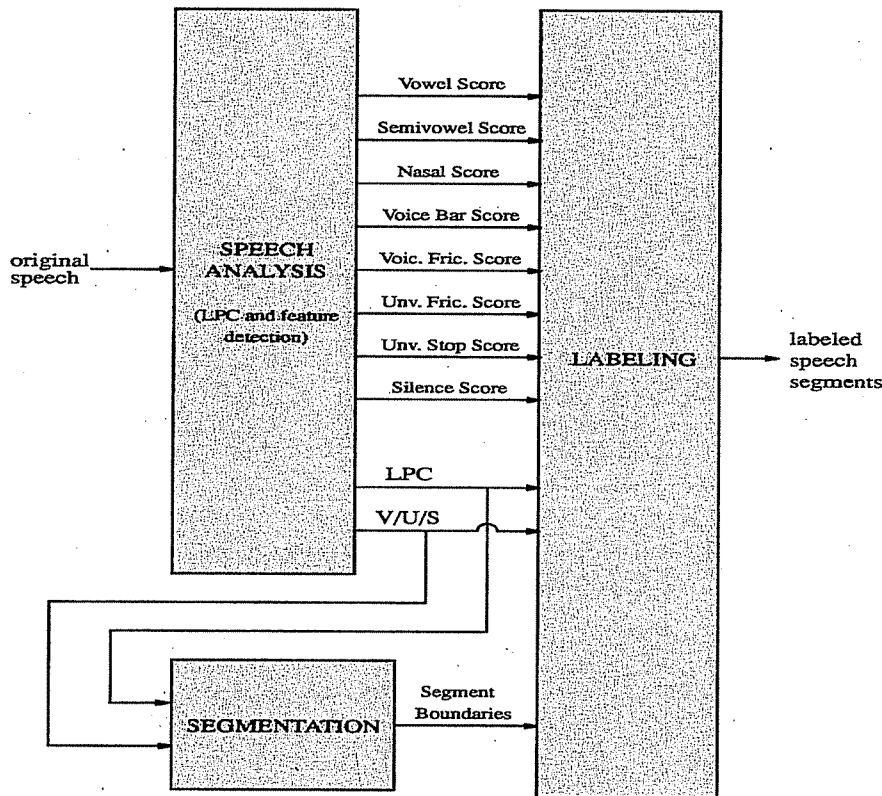 Vowel Score
Semivowel Score
Nasal Score
Voice Bar Score
Voic. Fric. Score
Unv. Fric. Score
Unv. Stop Score
Silence Score
LPC
V/U/S
original
speech
SPEECH
ANALYSIS
(LPC and feature
detection)
LABELING
labeled
speech
segments
SEGMENTATION
Segment
Boundaries